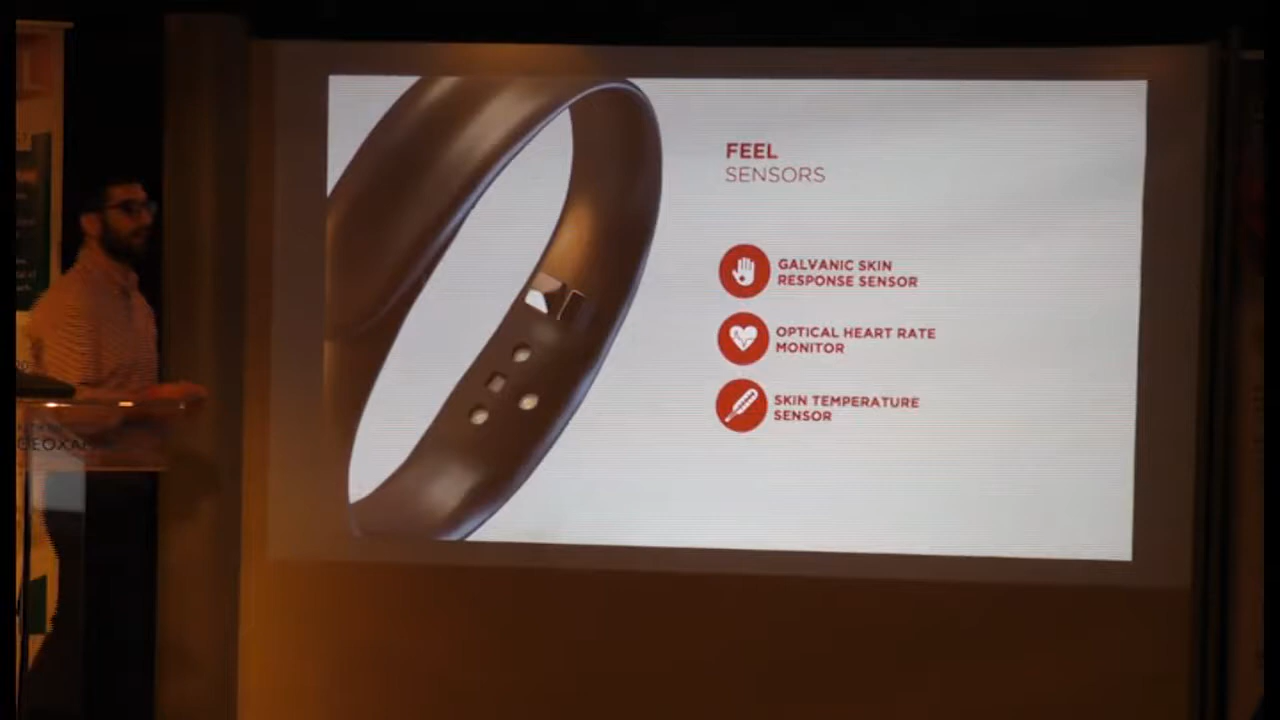 FEEL
SENSORS
GALVANIC SKIN
RESPONSE SENSOR
OPTICAL HEART RATE
MONITOR
SKIN TEMPERATURE
SENSOR